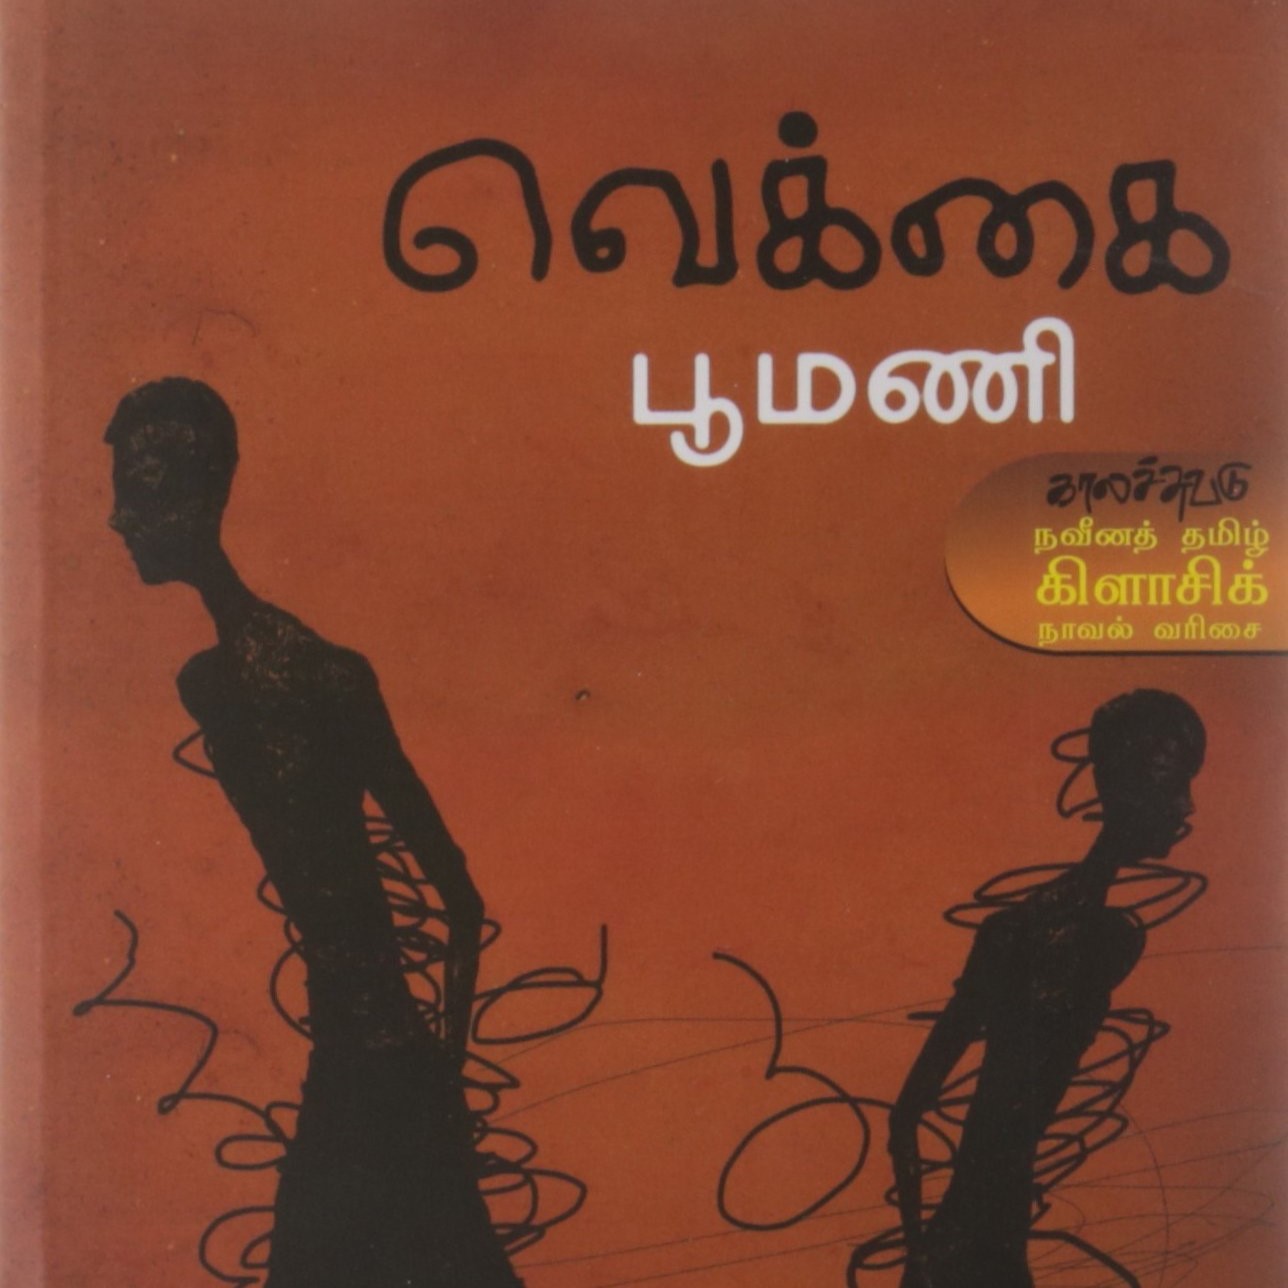 வெக்கை
பூமணி
காலச்சுவடு
நவீனத் தமிழ்
கிளாசிக்
நாவல் வரிசை